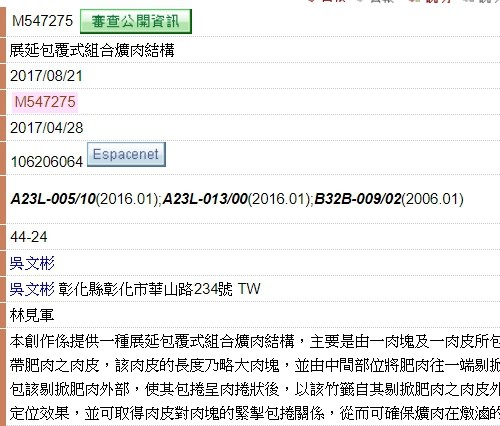 M547275 審查公開資訊
展延包覆式組合爌肉結構
2017/08/21
M547275
2017/04/28
106206064 Espacenet
A23L-005/10(2016.01);A23L-013/00(2016.01);B32B-009/02(2006.01)
44-24
吳文彬
吳文彬 彰化縣彰化市華山路234號 TW
林見軍
本創作係提供一種展延包覆式組合爌肉結構，主要是由一肉塊及一肉皮所包
帶肥肉之肉皮，該肉皮的長度乃略大肉塊，並由中間部位將肥肉往一端剔掀
包該剔掀肥肉外部，使其包捲呈肉捲狀後，以該竹籤自其剔掀肥肉之肉皮外
定位效果，並可取得肉皮對肉塊的緊掣包捲關係，從而可確保爌肉在燉滷的